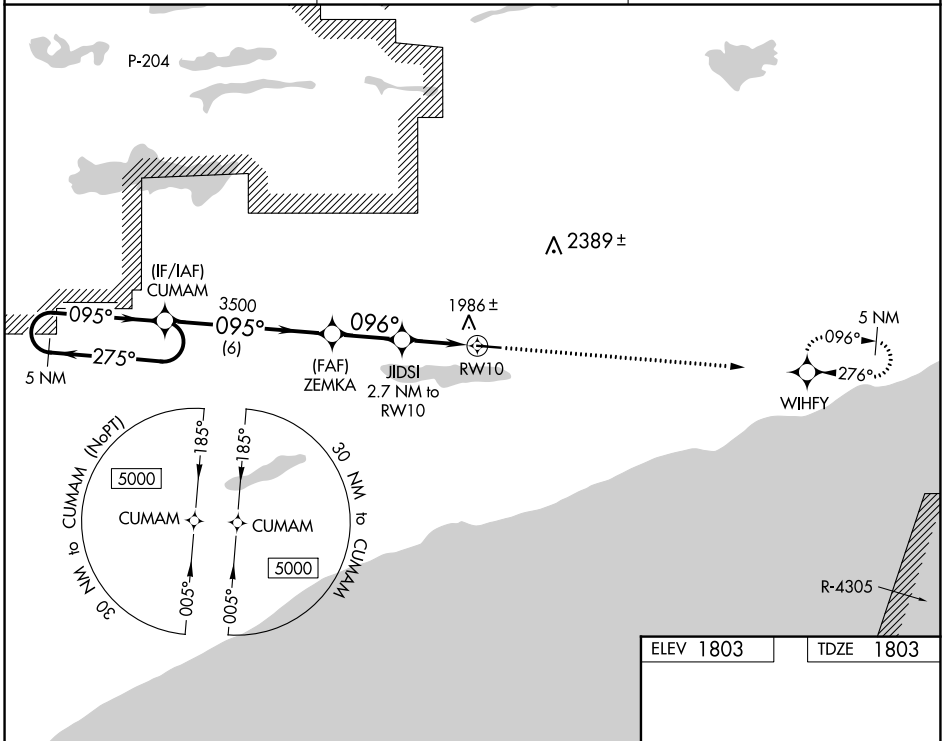 P-204
2389 ±
(IF/IAF)
CUMAM
3500
095°
095°
(6)
275°
5 NM
096°
(FAF)
ZEMKA
JIDSI
2.7 NM to
RW10
1986 ±
RW10
5 NM
096°
276°
WIHFY
30 NM to CUMAM (NoPT)
5000
185°
CUMAM
005°
185°
CUMAM
005°
5000
30 NM to CUMAM
R-4305
ELEV 1803
TDZE 1803